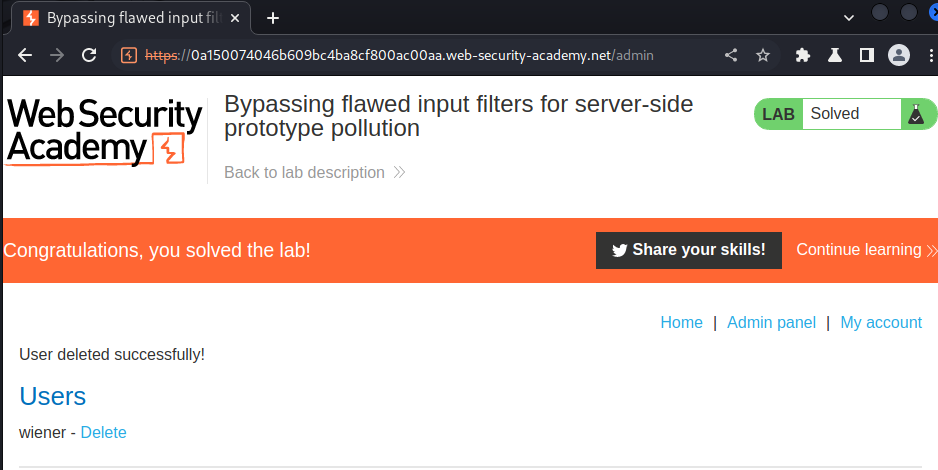 Bypassing flawed input fil
https://0a150074046b609bc4ba8cf800ac00aa.web-security-academy.net/admin
Web Security
Academy
Bypassing flawed input filters for server-side
prototype pollution
Back to lab description
LAB Solved
Congratulations, you solved the lab!
Share your skills!
Continue learning
Home | Admin panel | My account
User deleted successfully!
Users
wiener - Delete